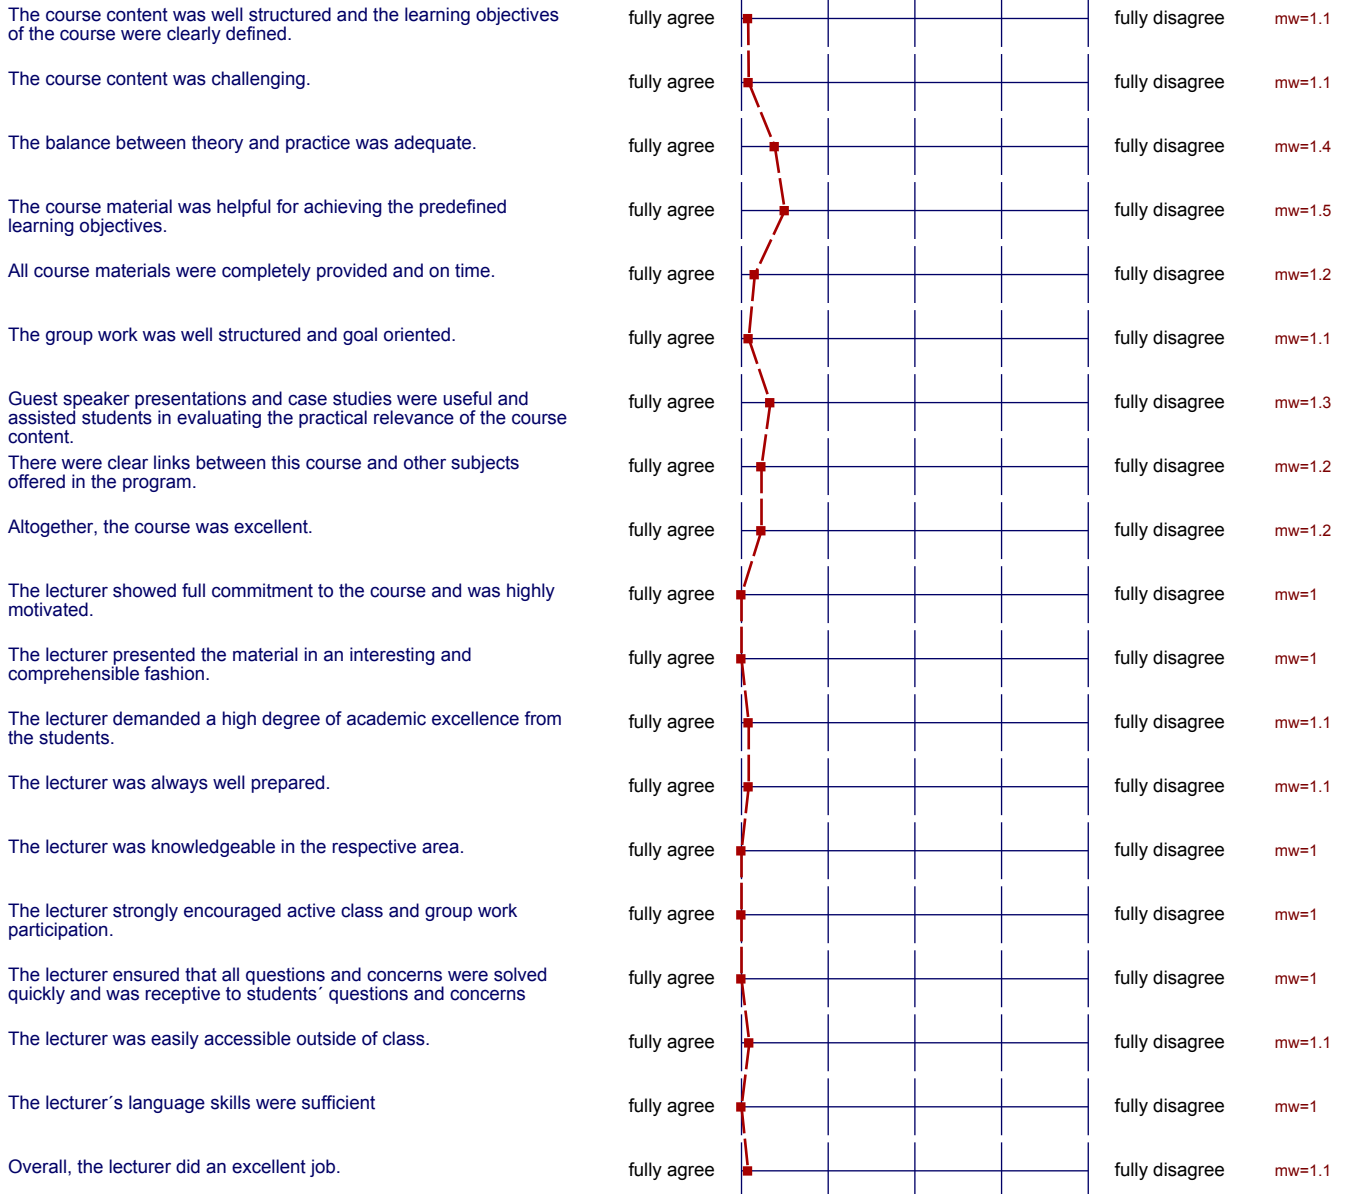 The course content was well structured and the learning objectives
of the course were clearly defined.
fully agree fully disagree mw=1.1
The course content was challenging.
fully agree fully disagree mw=1.1
The balance between theory and practice was adequate.
fully agree fully disagree mw=1.4
The course material was helpful for achieving the predefined
learning objectives.
fully agree fully disagree mw=1.5
All course materials were completely provided and on time.
fully agree fully disagree mw=1.2
The group work was well structured and goal oriented.
fully agree fully disagree mw=1.1
Guest speaker presentations and case studies were useful and
assisted students in evaluating the practical relevance of the course
content.
fully agree fully disagree mw=1.3
There were clear links between this course and other subjects
offered in the program.
fully agree fully disagree mw=1.2
Altogether, the course was excellent.
fully agree fully disagree mw=1.2
The lecturer showed full commitment to the course and was highly
motivated.
fully agree fully disagree mw=1
The lecturer presented the material in an interesting and
comprehensible fashion.
fully agree fully disagree mw=1
The lecturer demanded a high degree of academic excellence from
the students.
fully agree fully disagree mw=1.1
The lecturer was always well prepared.
fully agree fully disagree mw=1.1
The lecturer was knowledgeable in the respective area.
fully agree fully disagree mw=1
The lecturer strongly encouraged active class and group work
participation.
fully agree fully disagree mw=1
The lecturer ensured that all questions and concerns were solved
quickly and was receptive to students´ questions and concerns
fully agree fully disagree mw=1
The lecturer was easily accessible outside of class.
fully agree fully disagree mw=1.1
The lecturer´s language skills were sufficient
fully agree fully disagree mw=1
Overall, the lecturer did an excellent job.
fully agree fully disagree mw=1.1